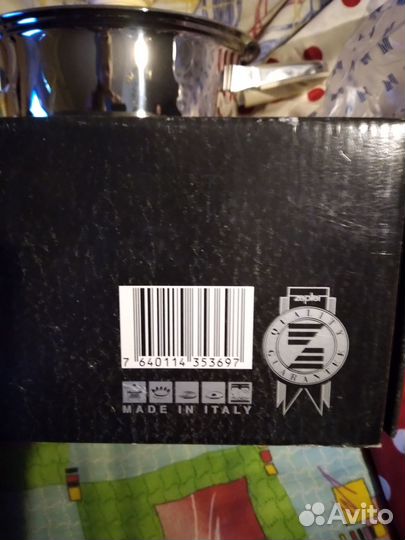 zepter
QUALITY
Z
GUARANTEE
7 640114 353697
MADE IN ITALY
Avito